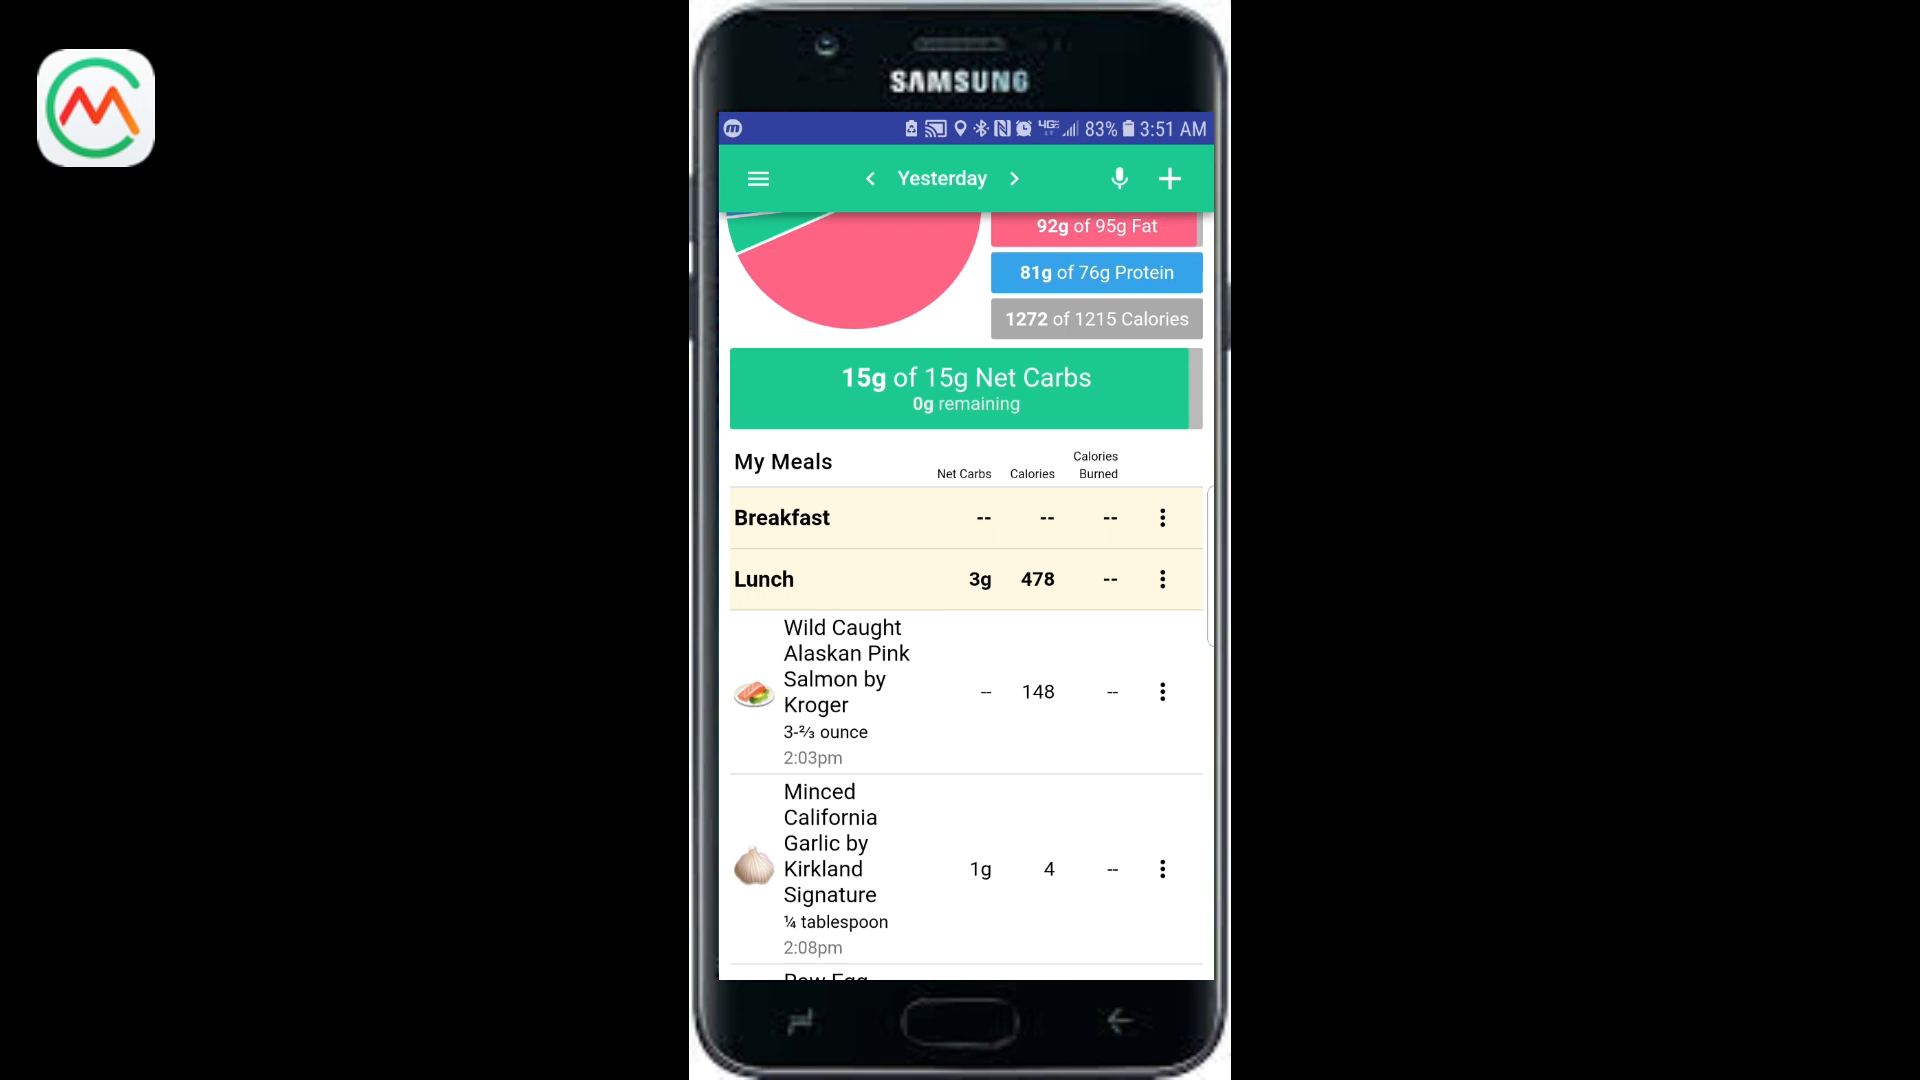 SAMSUNG
4G 83% 3:51 AM
Yesterday
92g of 95g Fat
81g of 76g Protein
1272 of 1215 Calories
15g of 15g Net Carbs
0g remaining
My Meals
Net Carbs
Calories
Calories
Burned
Breakfast -- -- --
Lunch 3g 478 --
Wild Caught
Alaskan Pink
Salmon by
Kroger
-- 148 --
3-⅔ ounce
2:03pm
Minced
California
Garlic by
Kirkland
Signature
1g 4 --
¼ tablespoon
2:08pm
Raw Egg